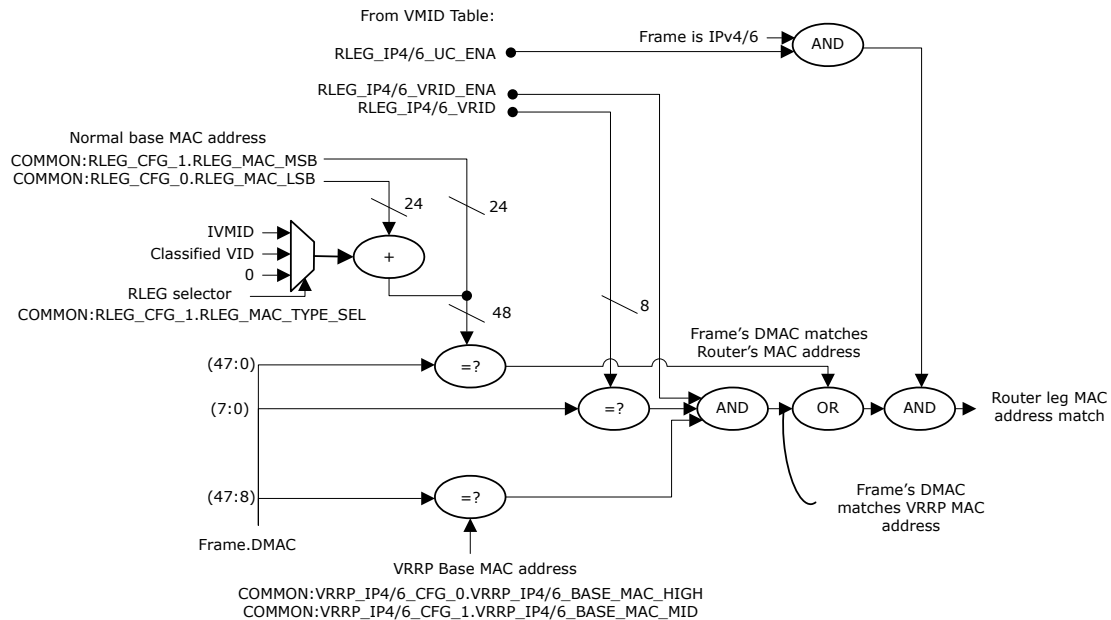 From VMID Table:
Frame is IPv4/6
AND
RLEG_IP4/6_UC_ENA
RLEG_IP4/6_VRID_ENA
RLEG_IP4/6_VRID
Normal base MAC address
COMMON:RLEG_CFG_1.RLEG_MAC_MSB
COMMON:RLEG_CFG_0.RLEG_MAC_LSB
24
24
IVMID
Classified VID
0
+
RLEG selector
COMMON:RLEG_CFG_1.RLEG_MAC_TYPE_SEL
48
8
Frame's DMAC matches
Router's MAC address
(47:0)
=?
(7:0)
=?
AND
OR
AND
Router leg MAC
address match
(47:8)
=?
Frame's DMAC
matches VRRP MAC
address
Frame.DMAC
VRRP Base MAC address
COMMON:VRRP_IP4/6_CFG_0.VRRP_IP4/6_BASE_MAC_HIGH
COMMON:VRRP_IP4/6_CFG_1.VRRP_IP4/6_BASE_MAC_MID